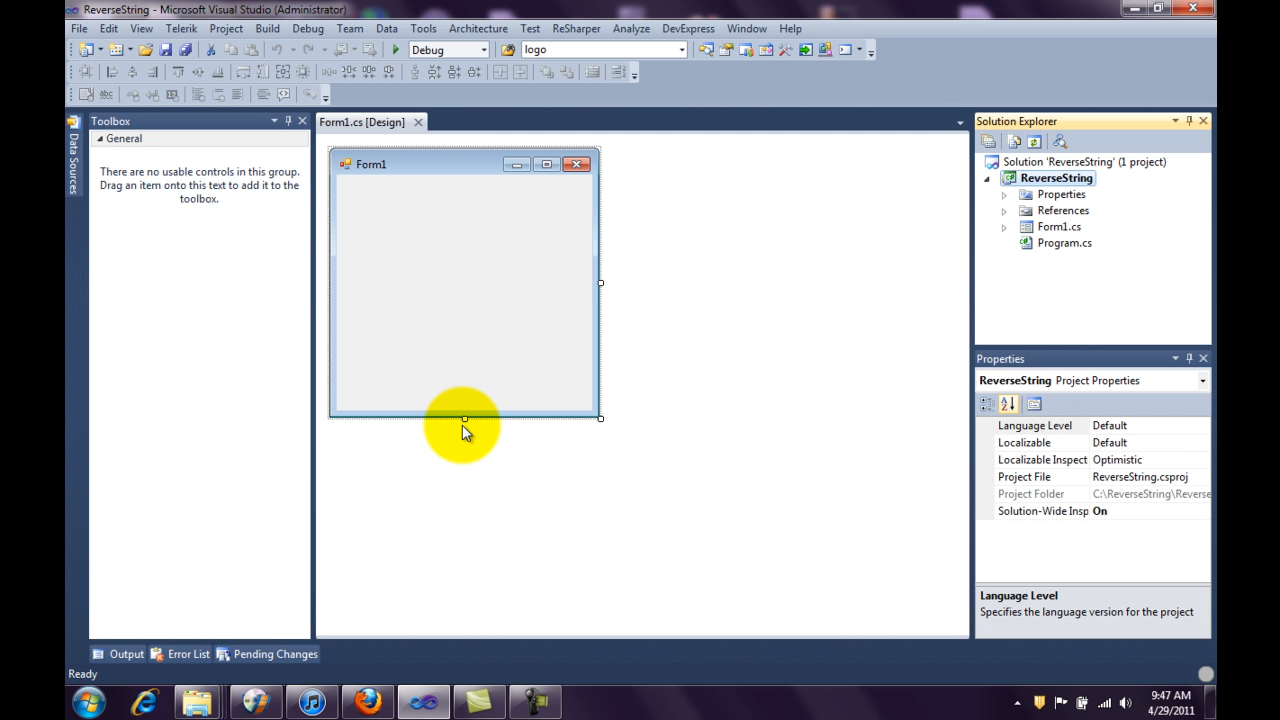 ReverseString - Microsoft Visual Studio (Administrator)
File Edit View Telerik Project Build Debug Team Data Tools Architecture Test ReSharper Analyze DevExpress Window Help
Debug logo
Data Sources
Toolbox
General
There are no usable controls in this group.
Drag an item onto this text to add it to the
toolbox.
Form1.cs [Design]
Form1
Solution Explorer
Solution 'ReverseString' (1 project)
ReverseString
Properties
References
Form1.cs
Program.cs
Properties
ReverseString Project Properties
Language Level Default
Localizable Default
Localizable Inspect Optimistic
Project File ReverseString.csproj
Project Folder C:\ReverseString\Reverse
Solution-Wide Insp On
Language Level
Specifies the language version for the project
Output Error List Pending Changes
Ready
9:47 AM
4/29/2011